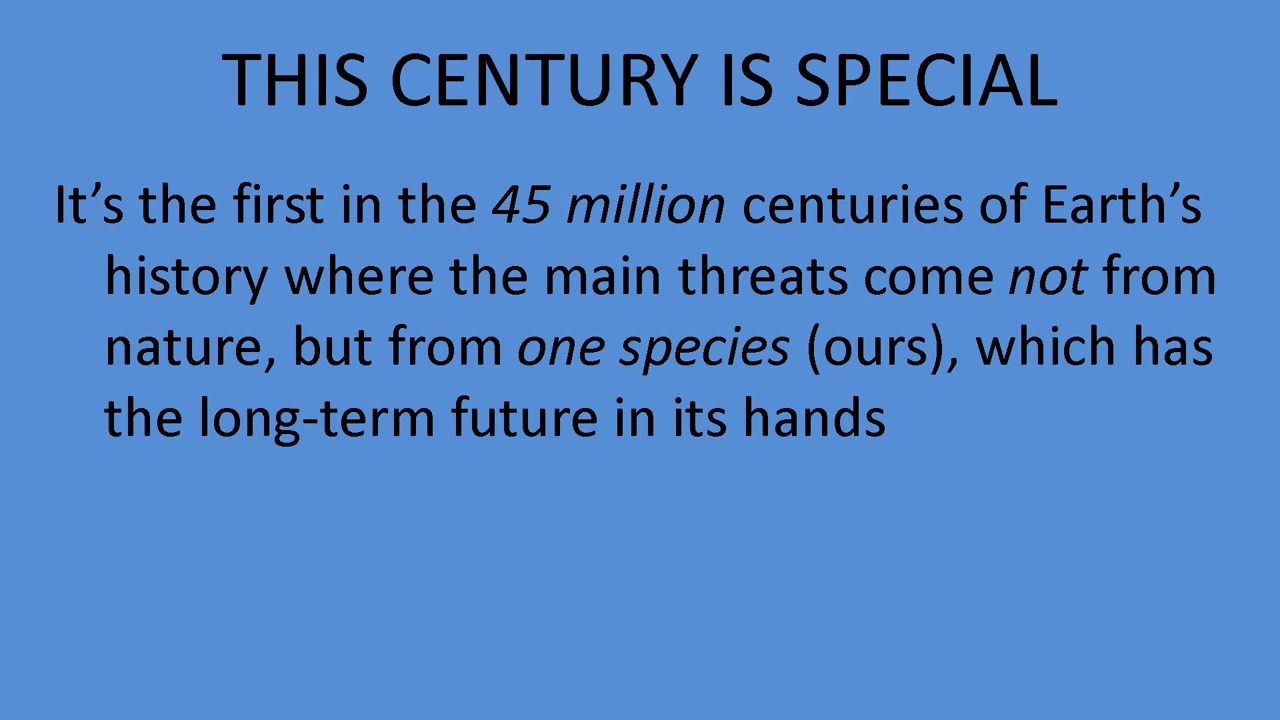 THIS CENTURY IS SPECIAL
It’s the first in the 45 million centuries of Earth’s
history where the main threats come not from
nature, but from one species (ours), which has
the long-term future in its hands